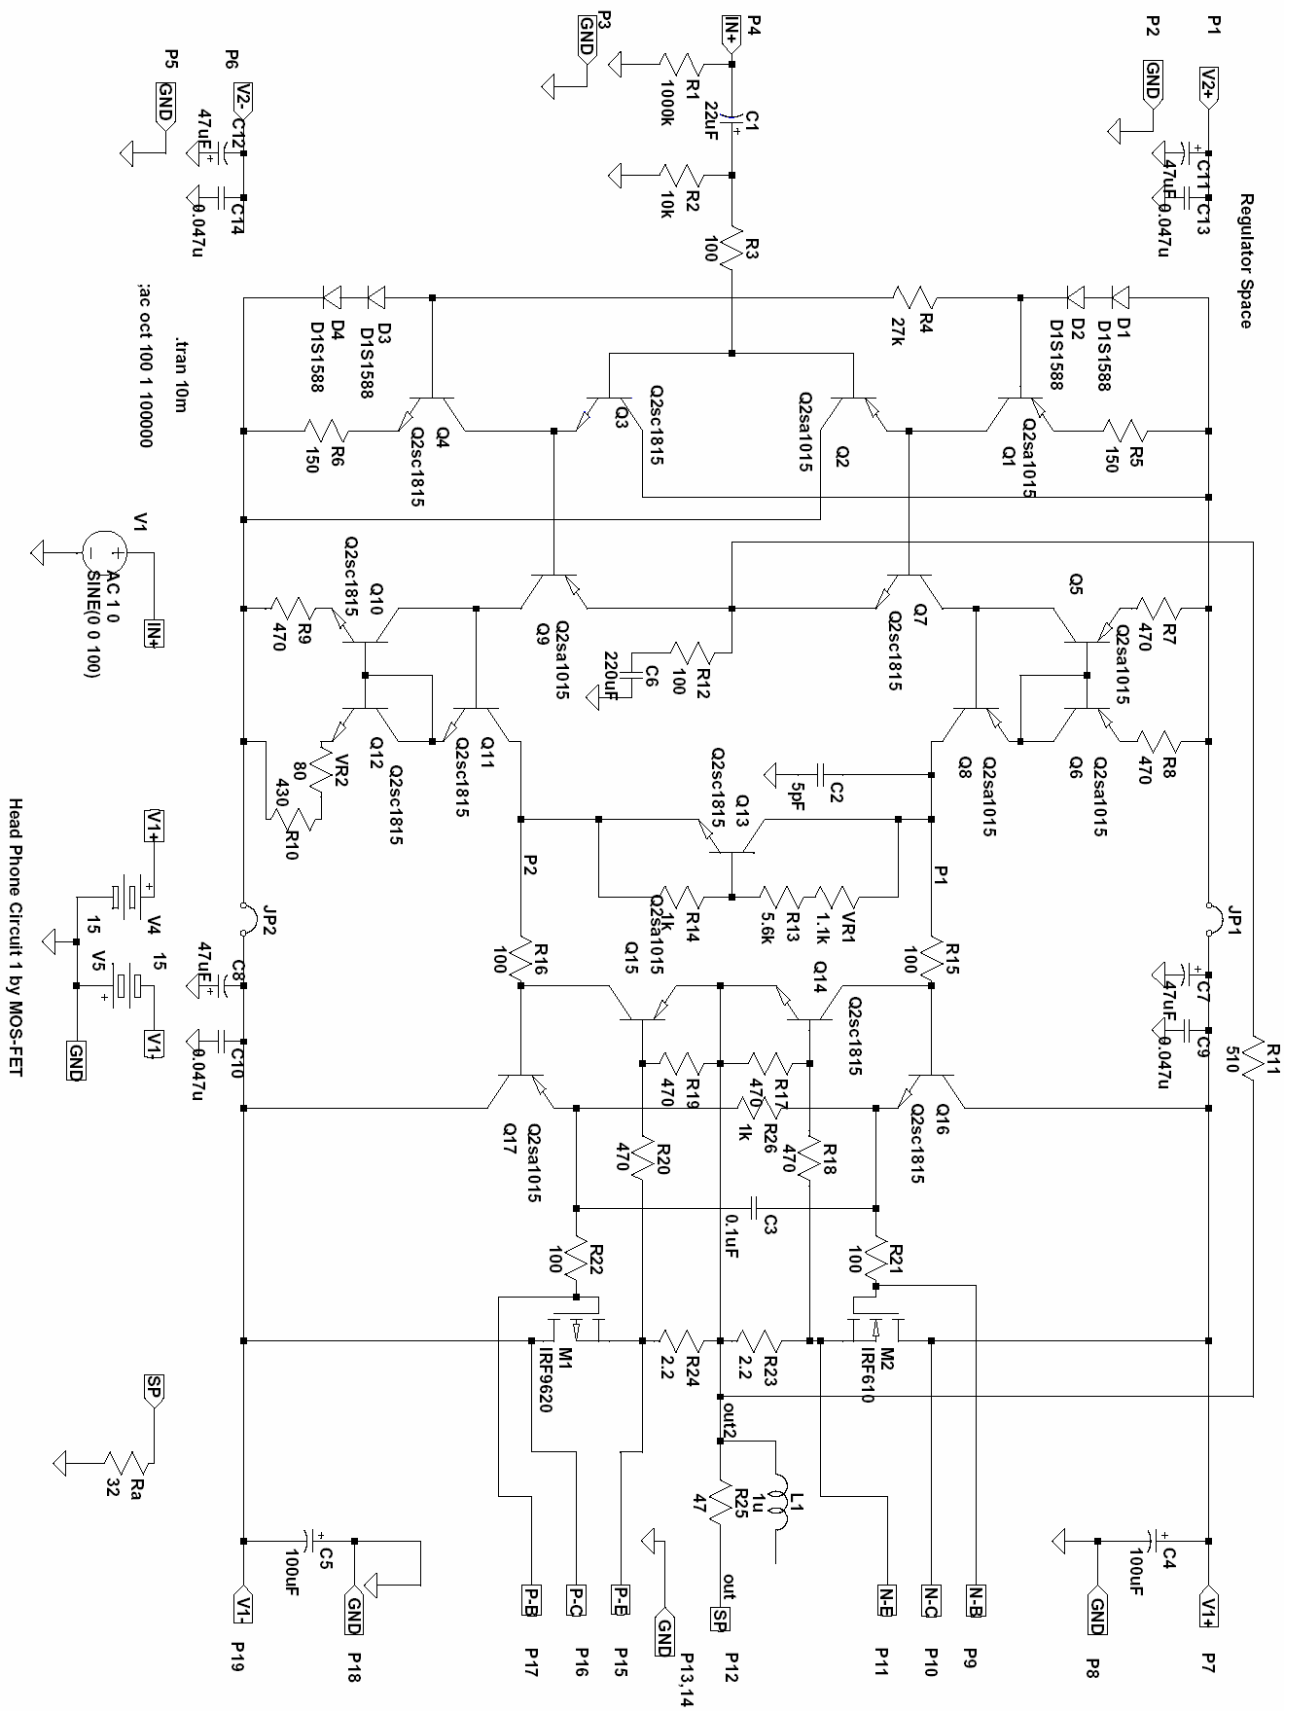 Regulator Space
P1
V2+
P2
GND
C11
47uF
C13
0.047u
P4
IN+
P3
GND
R1
1000k
C1
22uF
R2
10k
R3
100
P6
V2-
P5
GND
C12
47uF
C14
0.047u
D1
D1S1588
D2
D1S1588
R4
27k
D3
D1S1588
D4
D1S1588
.tran 10m
;ac oct 100 1 100000
R5
150
Q2sa1015
Q1
Q2
Q2sa1015
Q2sc1815
Q3
Q4
Q2sc1815
R6
150
V1
AC 1 0
SINE(0 0 100)
IN+
R7
470
Q5
Q2sa1015
Q7
Q2sc1815
R8
470
Q6
Q2sa1015
Q8
Q2sa1015
Q9
Q2sa1015
R12
100
C6
220uF
Q10
Q2sc1815
R9
470
Q11
Q2sc1815
Q12
Q2sc1815
VR2
80
R10
430
C2
5pF
Q13
Q2sc1815
P1
P2
VR1
1.1k
R13
5.6k
R14
1k
JP1
JP2
R15
100
R16
100
C7
47uF
C9
0.047u
C8
47uF
C10
0.047u
R11
510
Q14
Q2sc1815
Q15
Q2sa1015
R17
470
R19
470
R18
470
R20
470
R26
1k
Q16
Q2sc1815
Q17
Q2sa1015
C3
0.1uF
R21
100
R22
100
M2
IRF610
M1
IRF9620
R23
2.2
R24
2.2
out2
L1
1u
R25
47
out
SP
P12
V1+
V4
15
V5
15
V1-
GND
Head Phone Circuit 1 by MOS-FET
SP
Ra
32
C4
100uF
C5
100uF
V1+
P7
GND
P8
N-B
P9
N-C
P10
N-E
P11
GND
P13,14
P-E
P15
P-C
P16
P-B
P17
GND
P18
V1-
P19